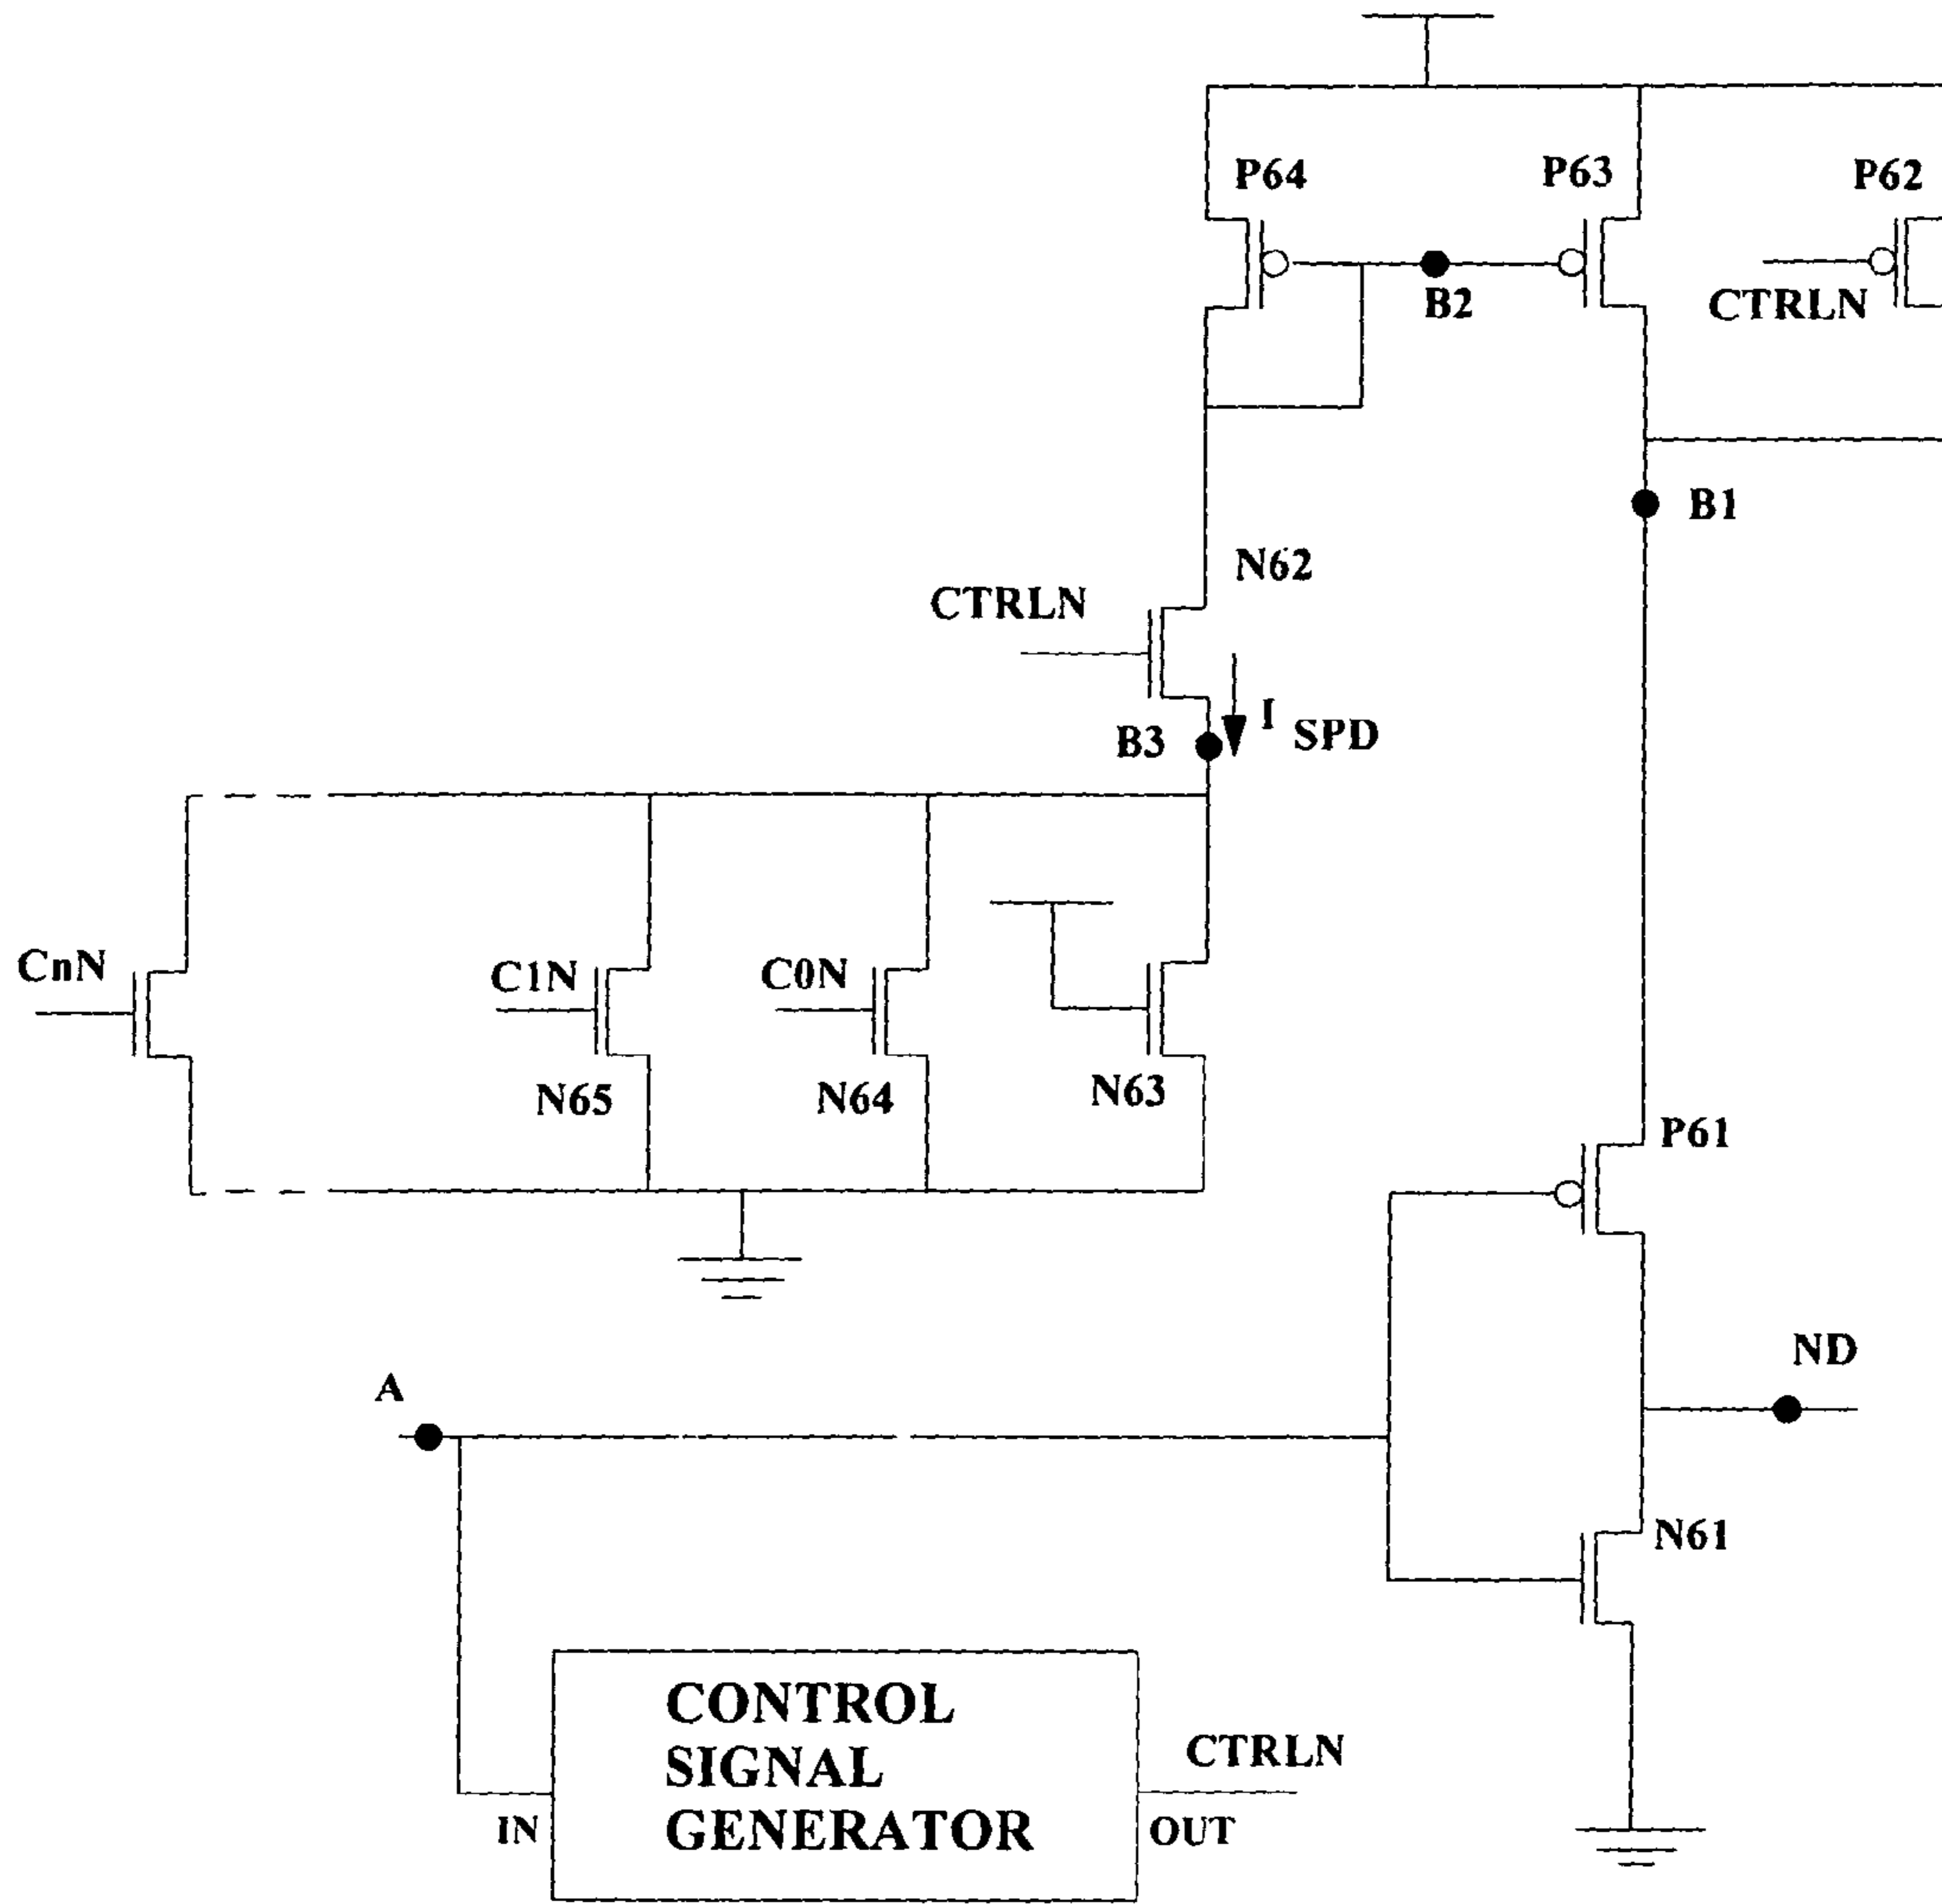 P64
P63
P62
B2
CTRLN
B1
N62
CTRLN
B3
I SPD
CnN
C1N
C0N
N65
N64
N63
P61
ND
A
N61
CONTROL
SIGNAL
GENERATOR
CTRLN
IN
OUT